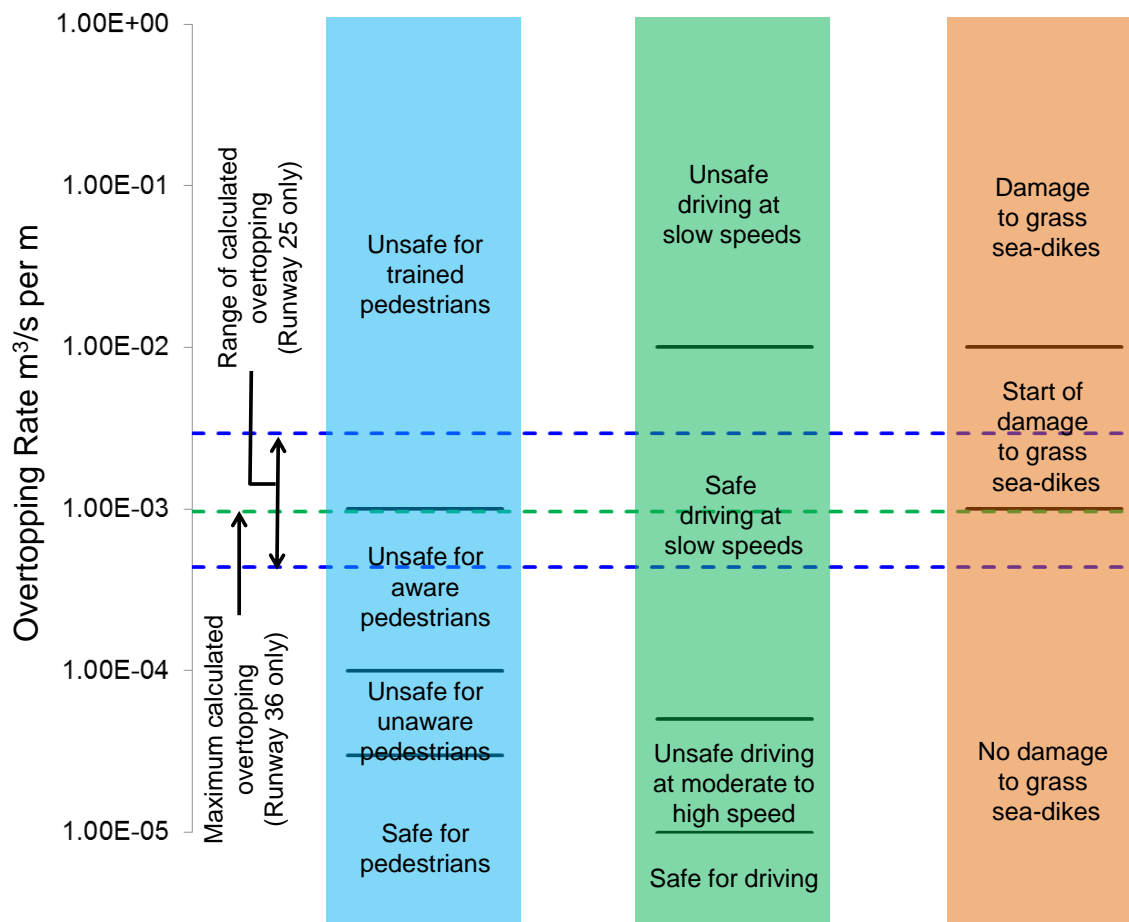 Overtopping Rate m³/s per m
1.00E+00
1.00E-01
1.00E-02
1.00E-03
1.00E-04
1.00E-05
Range of calculated
overtopping
(Runway 25 only)
Maximum calculated
overtopping
(Runway 36 only)
Unsafe for
trained
pedestrians
Unsafe for
aware
pedestrians
Unsafe for
unaware
pedestrians
Safe for
pedestrians
Unsafe
driving at
slow speeds
Safe
driving at
slow speeds
Unsafe driving
at moderate to
high speed
Safe for driving
Damage
to grass
sea-dikes
Start of
damage
to grass
sea-dikes
No damage
to grass
sea-dikes